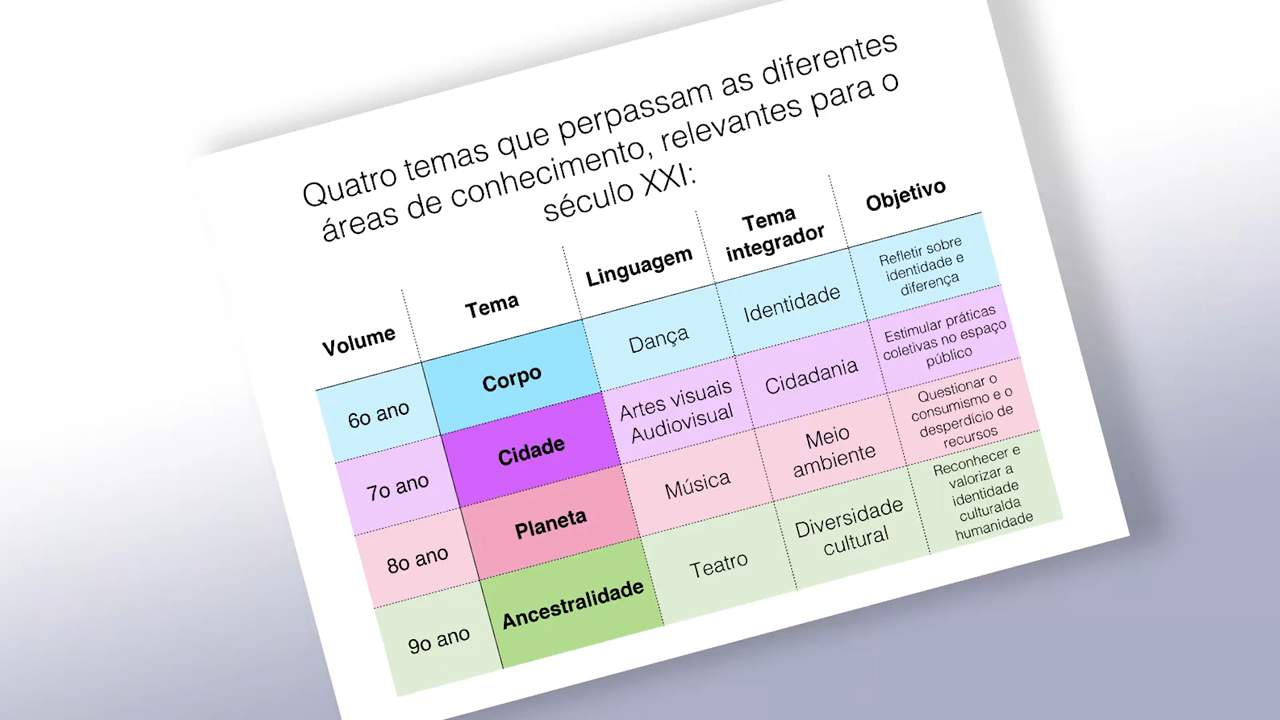 Quatro temas que perpassam as diferentes
áreas de conhecimento, relevantes para o
século XXI:
Volume
Tema
Linguagem
Tema
integrador
Objetivo
6o ano
Corpo
Dança
Identidade
Refletir sobre
identidade e
diferença
7o ano
Cidade
Artes visuais
Audiovisual
Cidadania
Estimular práticas
coletivas no espaço
público
8o ano
Planeta
Música
Meio
ambiente
Questionar o
consumismo e o
desperdício de
recursos
9o ano
Ancestralidade
Teatro
Diversidade
cultural
Reconhecer e
valorizar a
identidade
culturalda
humanidade